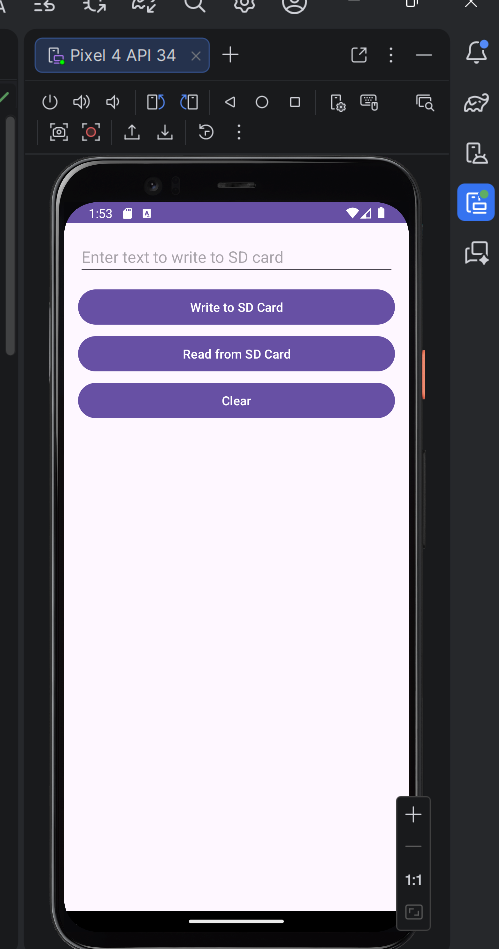 Pixel 4 API 34
1:53
Enter text to write to SD card
Write to SD Card
Read from SD Card
Clear
1:1